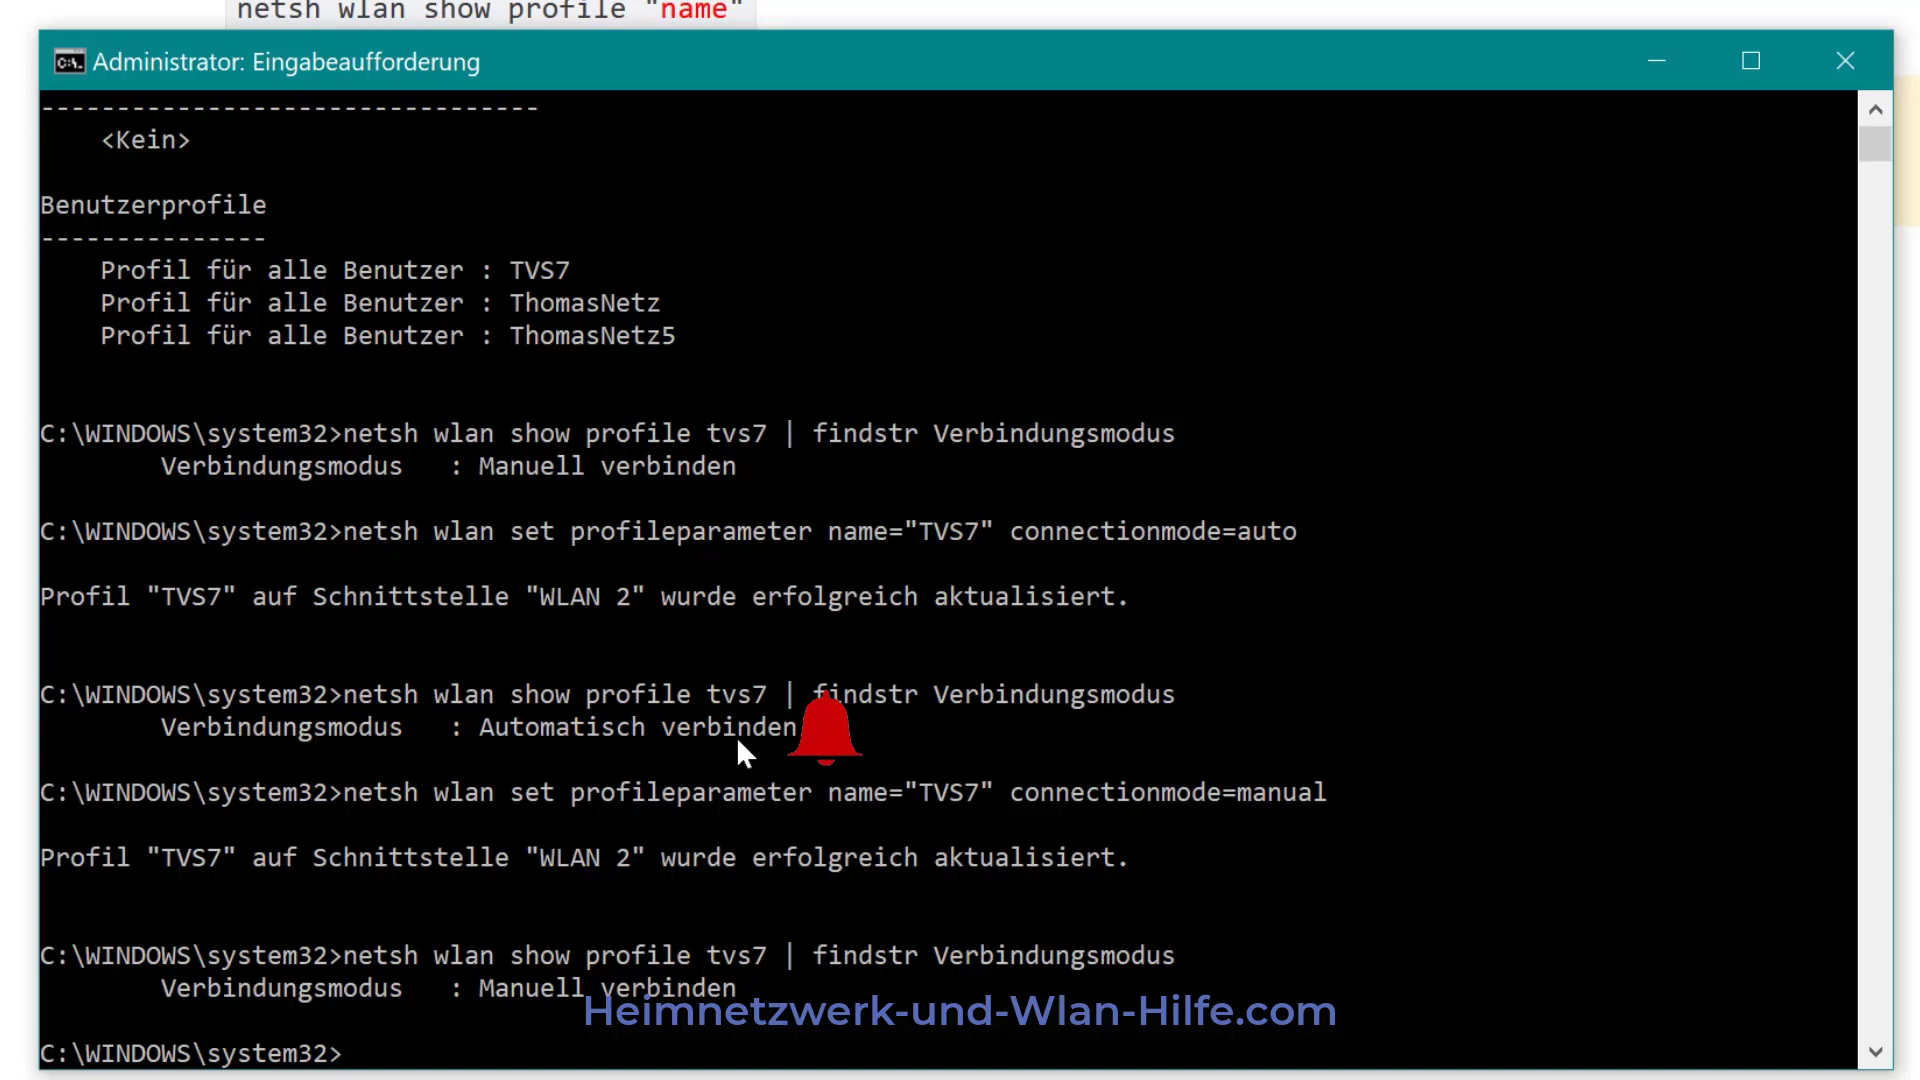 netsh wlan show profile "name"
Administrator: Eingabeaufforderung
---------------------------------
<Kein>
Benutzerprofile
---------------
Profil für alle Benutzer : TVS7
Profil für alle Benutzer : ThomasNetz
Profil für alle Benutzer : ThomasNetz5
C:\WINDOWS\system32>netsh wlan show profile tvs7 | findstr Verbindungsmodus
Verbindungsmodus   : Manuell verbinden
C:\WINDOWS\system32>netsh wlan set profileparameter name="TVS7" connectionmode=auto
Profil "TVS7" auf Schnittstelle "WLAN 2" wurde erfolgreich aktualisiert.
C:\WINDOWS\system32>netsh wlan show profile tvs7 | findstr Verbindungsmodus
Verbindungsmodus   : Automatisch verbinden
C:\WINDOWS\system32>netsh wlan set profileparameter name="TVS7" connectionmode=manual
Profil "TVS7" auf Schnittstelle "WLAN 2" wurde erfolgreich aktualisiert.
C:\WINDOWS\system32>netsh wlan show profile tvs7 | findstr Verbindungsmodus
Verbindungsmodus   : Manuell verbinden
Heimnetzwerk-und-Wlan-Hilfe.com
C:\WINDOWS\system32>